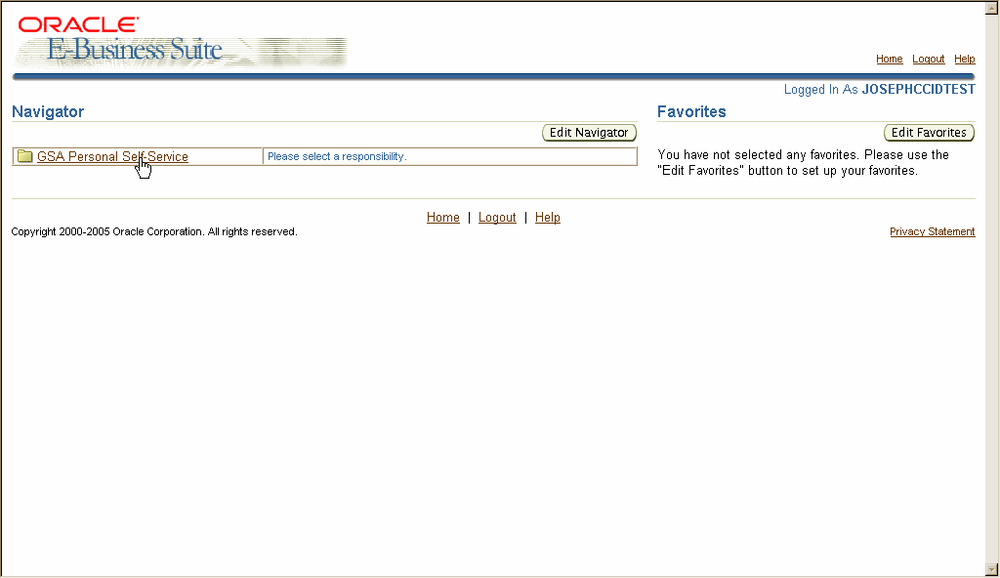 ORACLE
E-Business Suite
Home Logout Help
Logged In As JOSEPHCCIDTEST
Navigator
Edit Navigator
GSA Personal Self-Service
Please select a responsibility.
Favorites
Edit Favorites
You have not selected any favorites. Please use the
"Edit Favorites" button to set up your favorites.
Home | Logout | Help
Copyright 2000-2005 Oracle Corporation. All rights reserved.
Privacy Statement